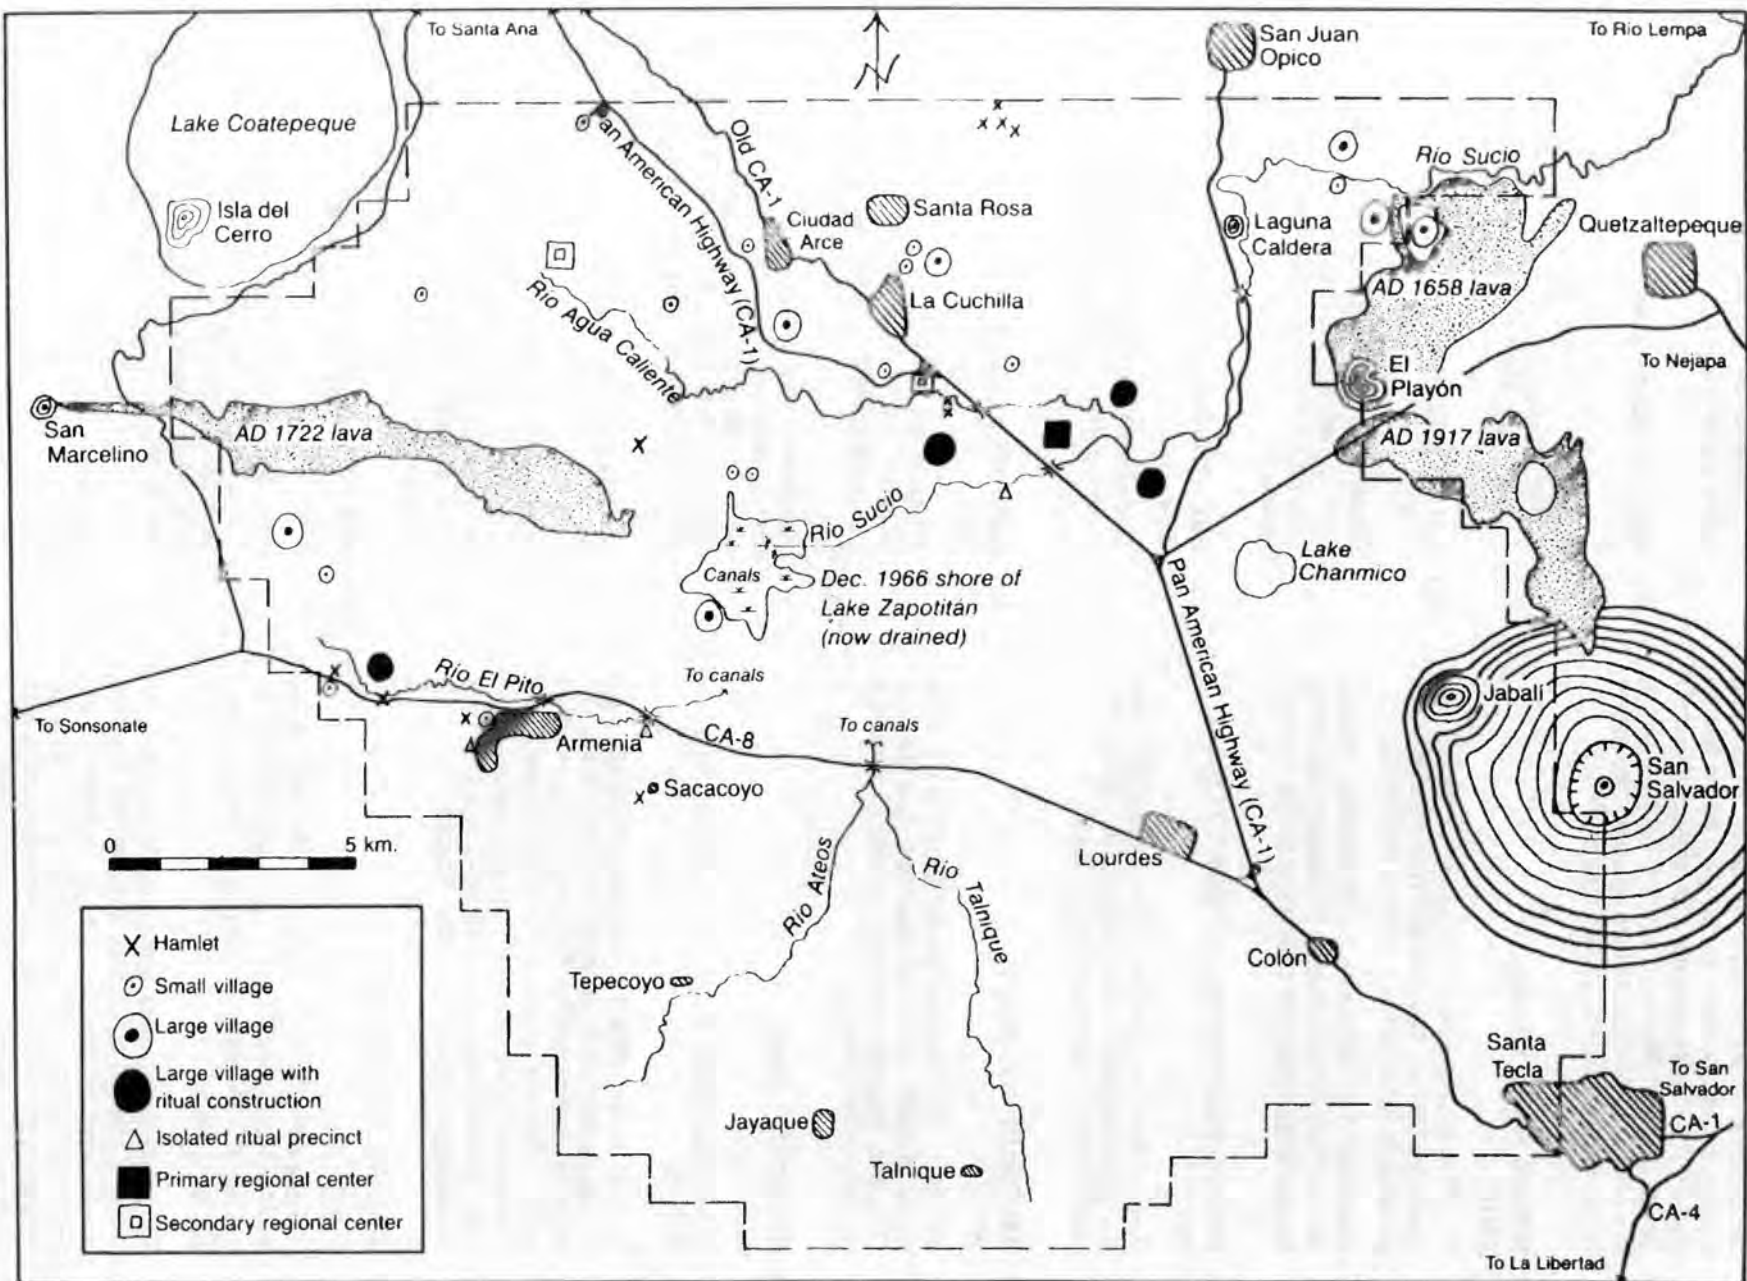 To Santa Ana
N
San Juan
Opico
To Rio Lempa
Lake Coatepeque
Isla del
Cerro
an American Highway (CA-1)
Old CA-1
Ciudad
Arce
Santa Rosa
La Cuchilla
Río Sucio
Laguna
Caldera
Quetzaltepeque
AD 1658 lava
Río Agua Caliente
El
Playón
To Nejapa
San
Marcelino
AD 1722 lava
AD 1917 lava
Río Sucio
Canals
Dec. 1966 shore of
Lake Zapotitán
(now drained)
Lake
Chanmico
Pan American Highway (CA-1)
Río El Pito
To canals
Jabalí
To Sonsonate
Armenia
CA-8
To canals
San
Salvador
Sacacoyo
0 5 km.
Lourdes
Río Ateos
Río Talnique
Colón
Hamlet
Small village
Large village
Large village with
ritual construction
Isolated ritual precinct
Primary regional center
Secondary regional center
Tepecoyo
Jayaque
Talnique
Santa
Tecla
To San
Salvador
CA-1
CA-4
To La Libertad